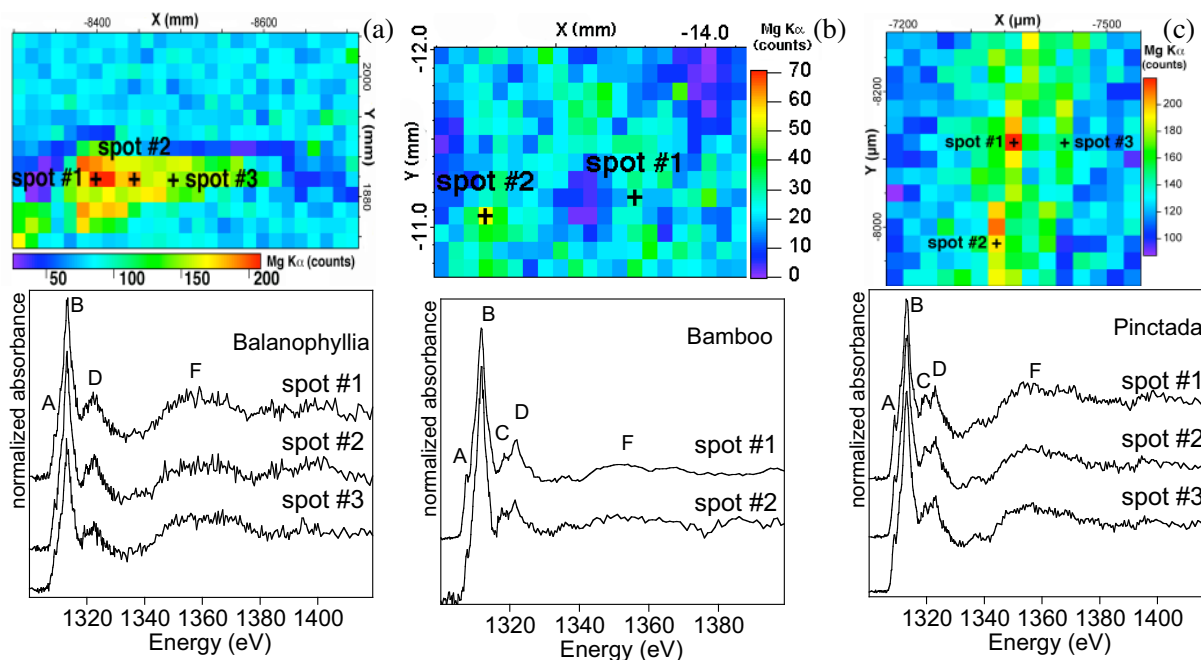 X (mm)
-8400 -8600
(a)
2000
Y (mm)
1880
spot #2
spot #1
spot #3
Mg Kα (counts)
50 100 150 200
X (mm)
-14.0
(b)
-12.0
Y (mm)
-11.0
spot #1
spot #2
Mg Kα
(counts)
70
60
50
40
30
20
10
0
X (µm)
-7200 -7500
(c)
-8200
Y (µm)
-8000
spot #1
spot #3
spot #2
Mg Kα
(counts)
200
180
160
140
120
100
normalized absorbance
A
B
D
F
Balanophyllia
spot #1
spot #2
spot #3
1320 1340 1360 1380 1400
Energy (eV)
normalized absorbance
A
B
C
D
F
Bamboo
spot #1
spot #2
1320 1340 1360 1380
Energy (eV)
normalized absorbance
A
B
C
D
F
Pinctada
spot #1
spot #2
spot #3
1320 1340 1360 1380 1400
Energy (eV)